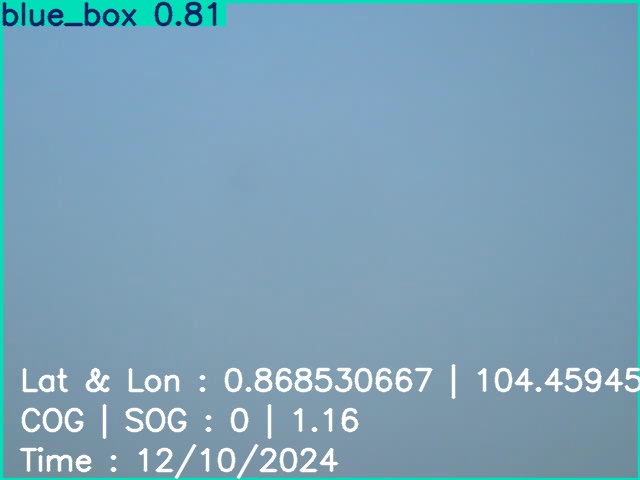 blue_box 0.81
Lat & Lon : 0.868530667 | 104.45945
COG | SOG : 0 | 1.16
Time : 12/10/2024